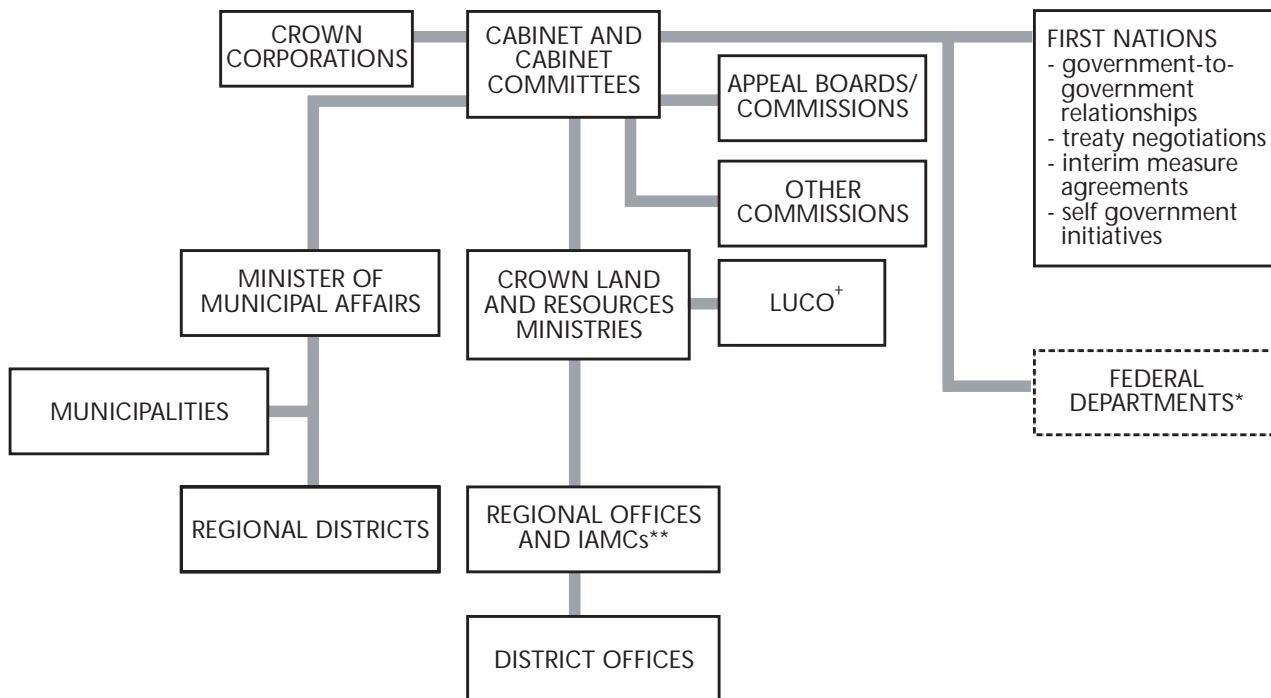 CROWN
CORPORATIONS
CABINET AND
CABINET
COMMITTEES
APPEAL BOARDS/
COMMISSIONS
OTHER
COMMISSIONS
FIRST NATIONS
- government-to-
government
relationships
- treaty negotiations
- interim measure
agreements
- self government
initiatives
MINISTER OF
MUNICIPAL AFFAIRS
CROWN LAND
AND RESOURCES
MINISTRIES
LUCO+
FEDERAL
DEPARTMENTS*
MUNICIPALITIES
REGIONAL DISTRICTS
REGIONAL OFFICES
AND IAMCs**
DISTRICT OFFICES